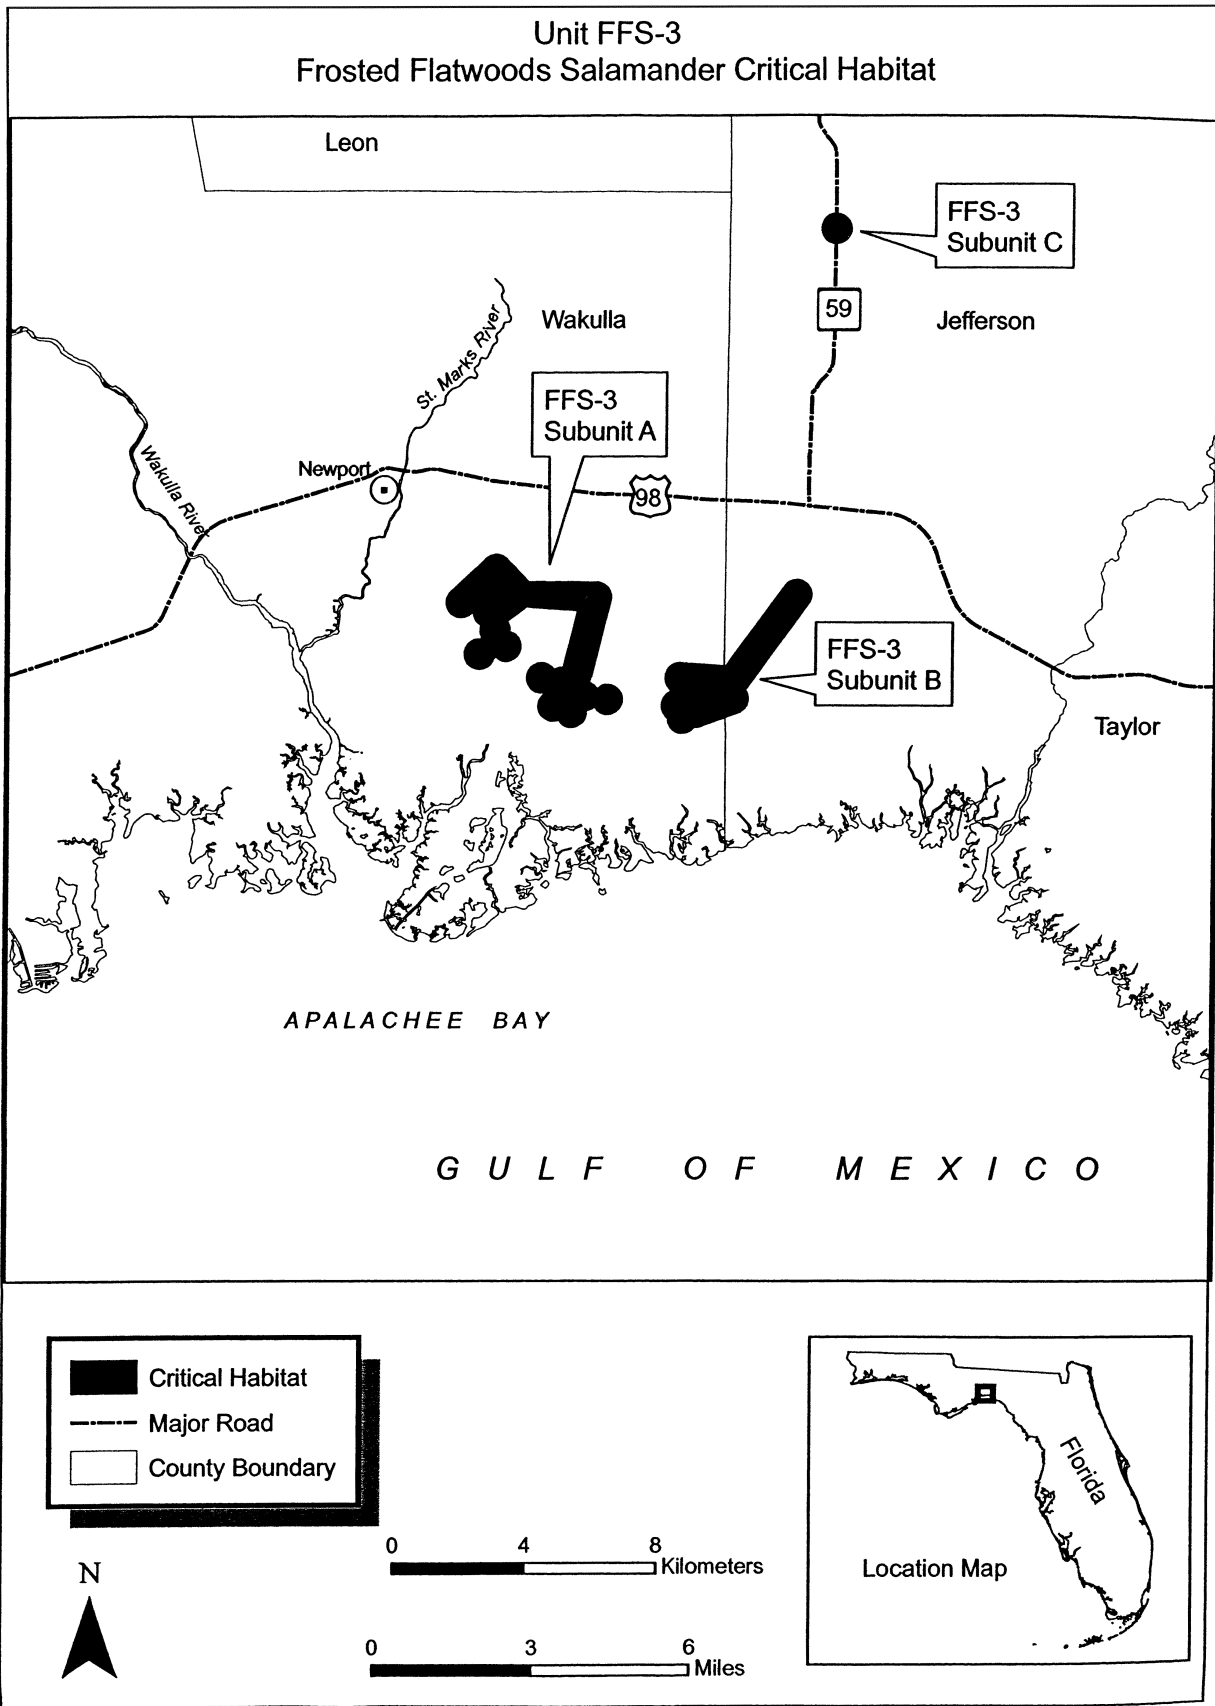 Unit FFS-3
Frosted Flatwoods Salamander Critical Habitat
Leon
FFS-3
Subunit C
59
Wakulla
Jefferson
St. Marks River
FFS-3
Subunit A
Wakulla River
Newport
98
FFS-3
Subunit B
Taylor
APALACHEE BAY
GULF OF MEXICO
Critical Habitat
Major Road
County Boundary
N
0 4 8
Kilometers
0 3 6
Miles
Florida
Location Map